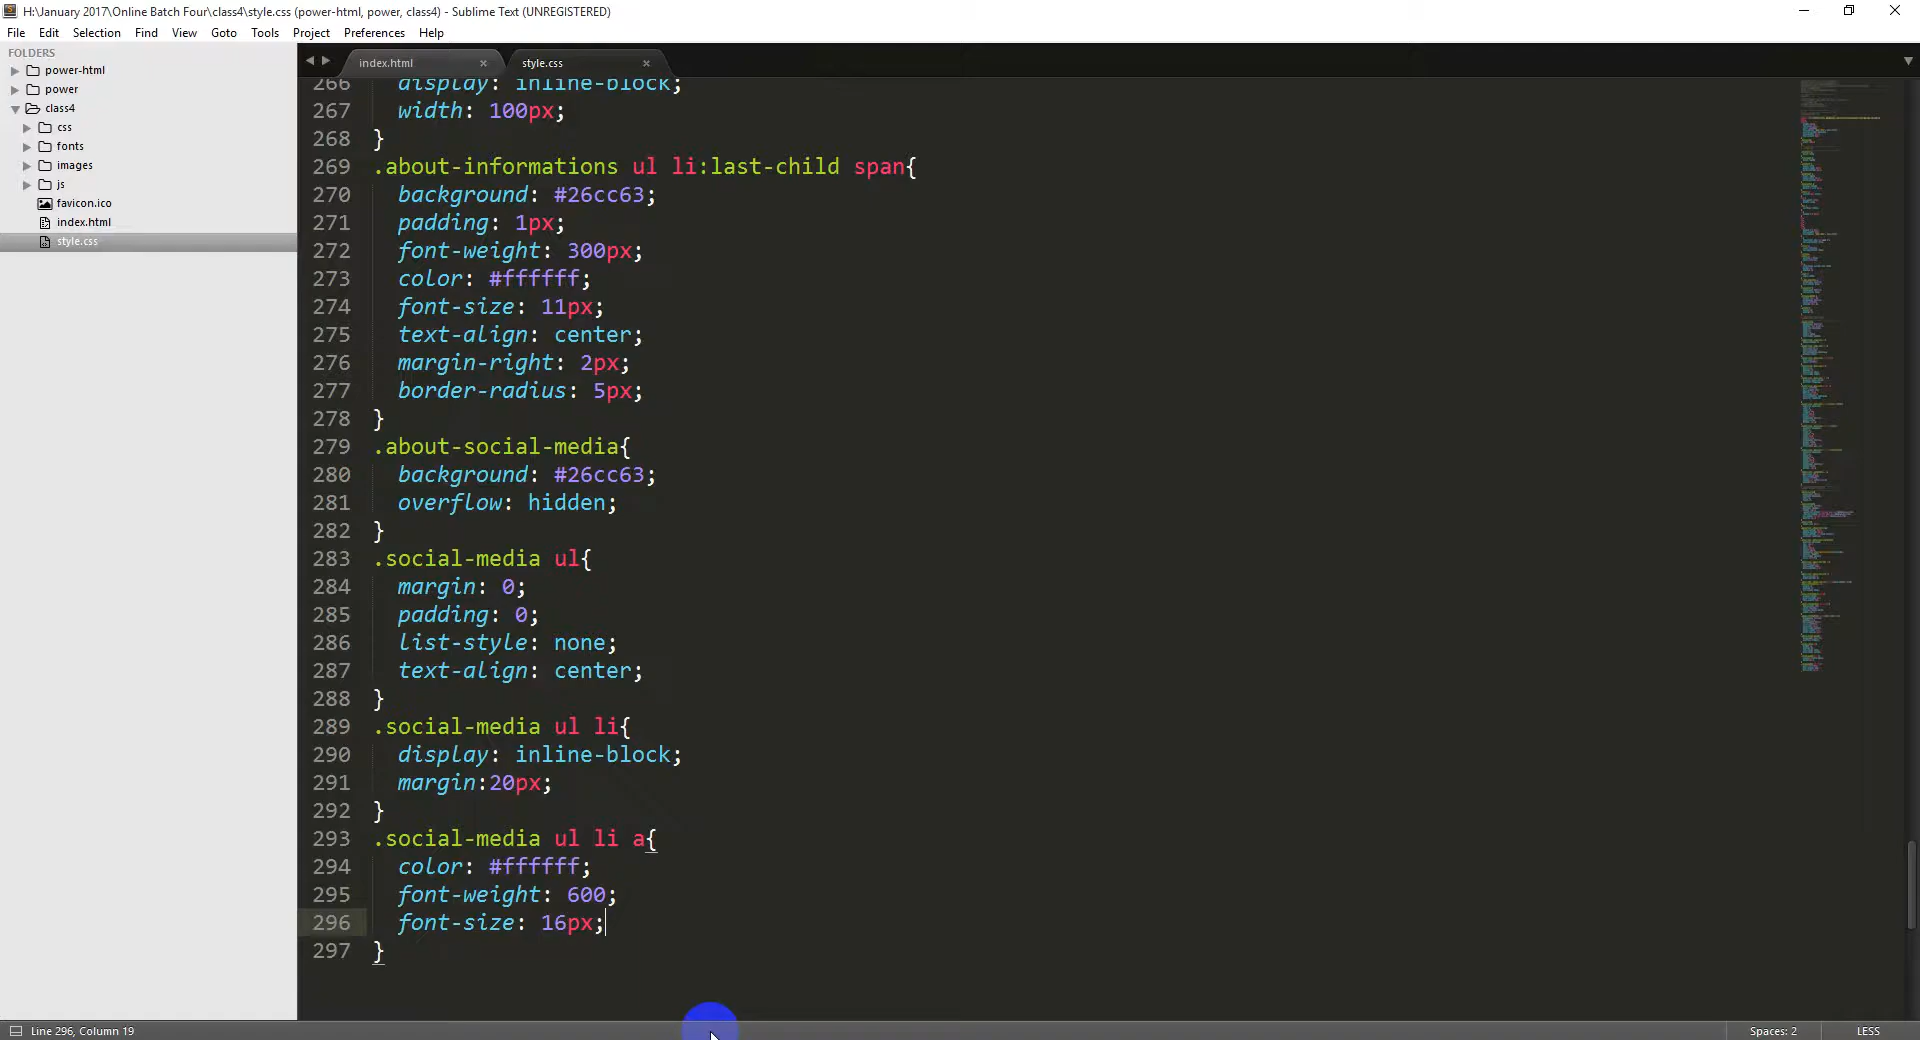 H:\January 2017\Online Batch Four\class4\style.css (power-html, power, class4) - Sublime Text (UNREGISTERED)
File Edit Selection Find View Goto Tools Project Preferences Help
FOLDERS
power-html
power
class4
css
fonts
images
js
favicon.ico
index.html
style.css
index.html × style.css ×
266 display: inline-block;
267 width: 100px;
268 }
269 .about-informations ul li:last-child span{
270 background: #26cc63;
271 padding: 1px;
272 font-weight: 300px;
273 color: #ffffff;
274 font-size: 11px;
275 text-align: center;
276 margin-right: 2px;
277 border-radius: 5px;
278 }
279 .about-social-media{
280 background: #26cc63;
281 overflow: hidden;
282 }
283 .social-media ul{
284 margin: 0;
285 padding: 0;
286 list-style: none;
287 text-align: center;
288 }
289 .social-media ul li{
290 display: inline-block;
291 margin:20px;
292 }
293 .social-media ul li a{
294 color: #ffffff;
295 font-weight: 600;
296 font-size: 16px;
297 }
Line 296, Column 19 Spaces: 2 LESS